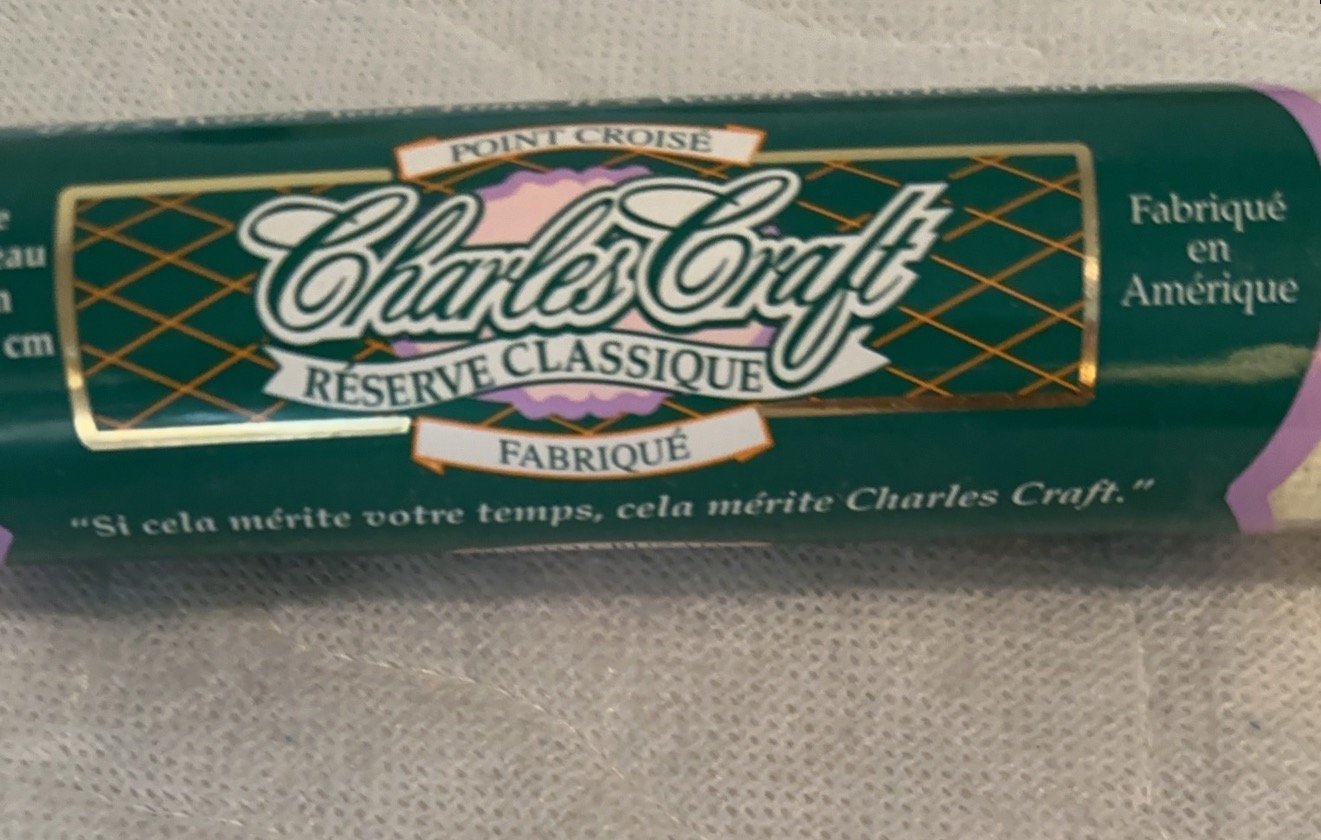 POINT CROISÉ
Charles Craft
RÉSERVE CLASSIQUE
FABRIQUÉ
"Si cela mérite votre temps, cela mérite Charles Craft."
Fabriqué
en
Amérique
cm